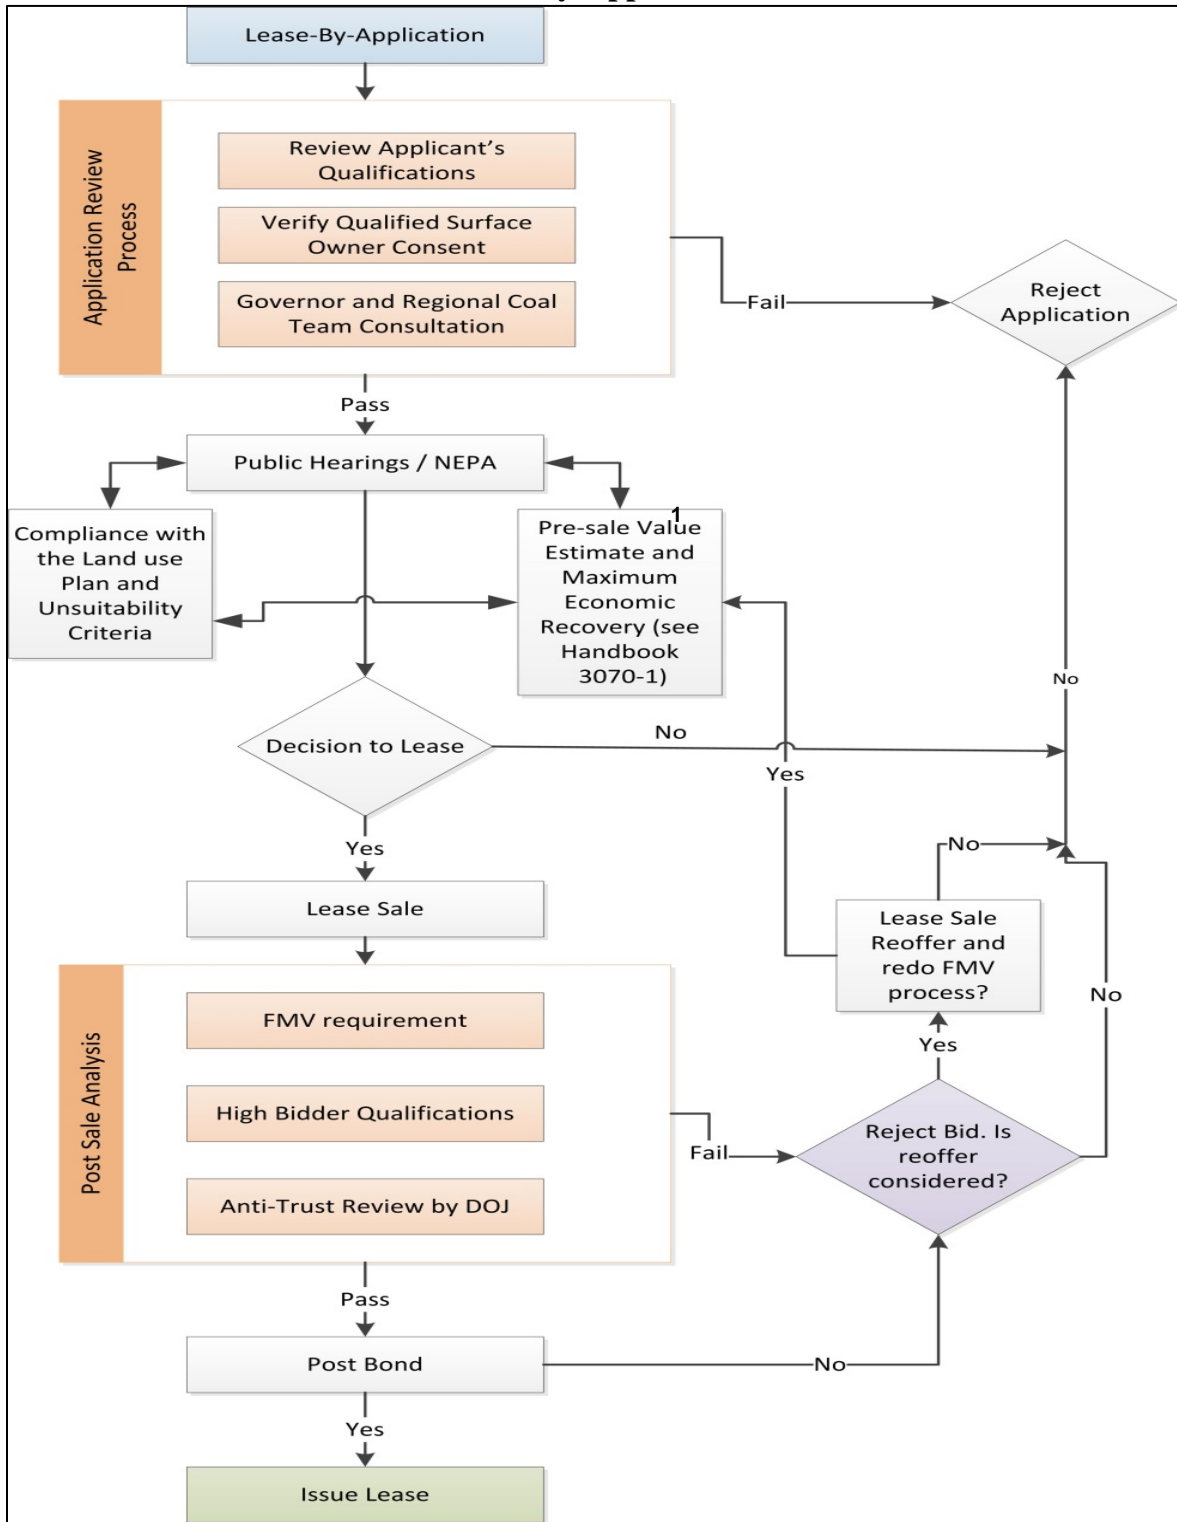 Lease-By-Application
Application Review
Process
Review Applicant's
Qualifications
Verify Qualified Surface
Owner Consent
Governor and Regional Coal
Team Consultation
Fail
Reject
Application
Pass
Public Hearings / NEPA
Compliance with
the Land use
Plan and
Unsuitability
Criteria
1
Pre-sale Value
Estimate and
Maximum
Economic
Recovery (see
Handbook
3070-1)
No
Decision to Lease
No
Yes
Yes
Lease Sale
No
Lease Sale
Reoffer and
redo FMV
process?
No
Post Sale Analysis
FMV requirement
High Bidder Qualifications
Anti-Trust Review by DOJ
Yes
Fail
Reject Bid. Is
reoffer
considered?
Pass
Post Bond
No
Yes
Issue Lease